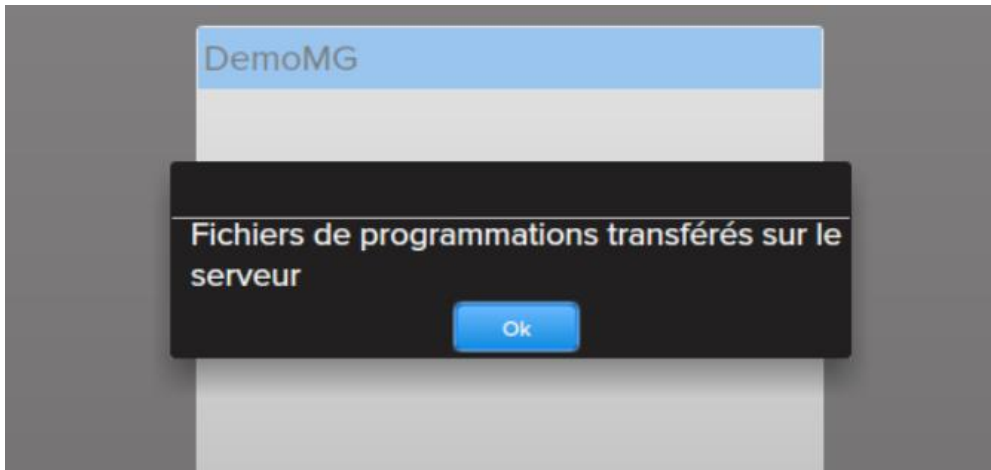 DemoMG
Fichiers de programmations transférés sur le
serveur
Ok